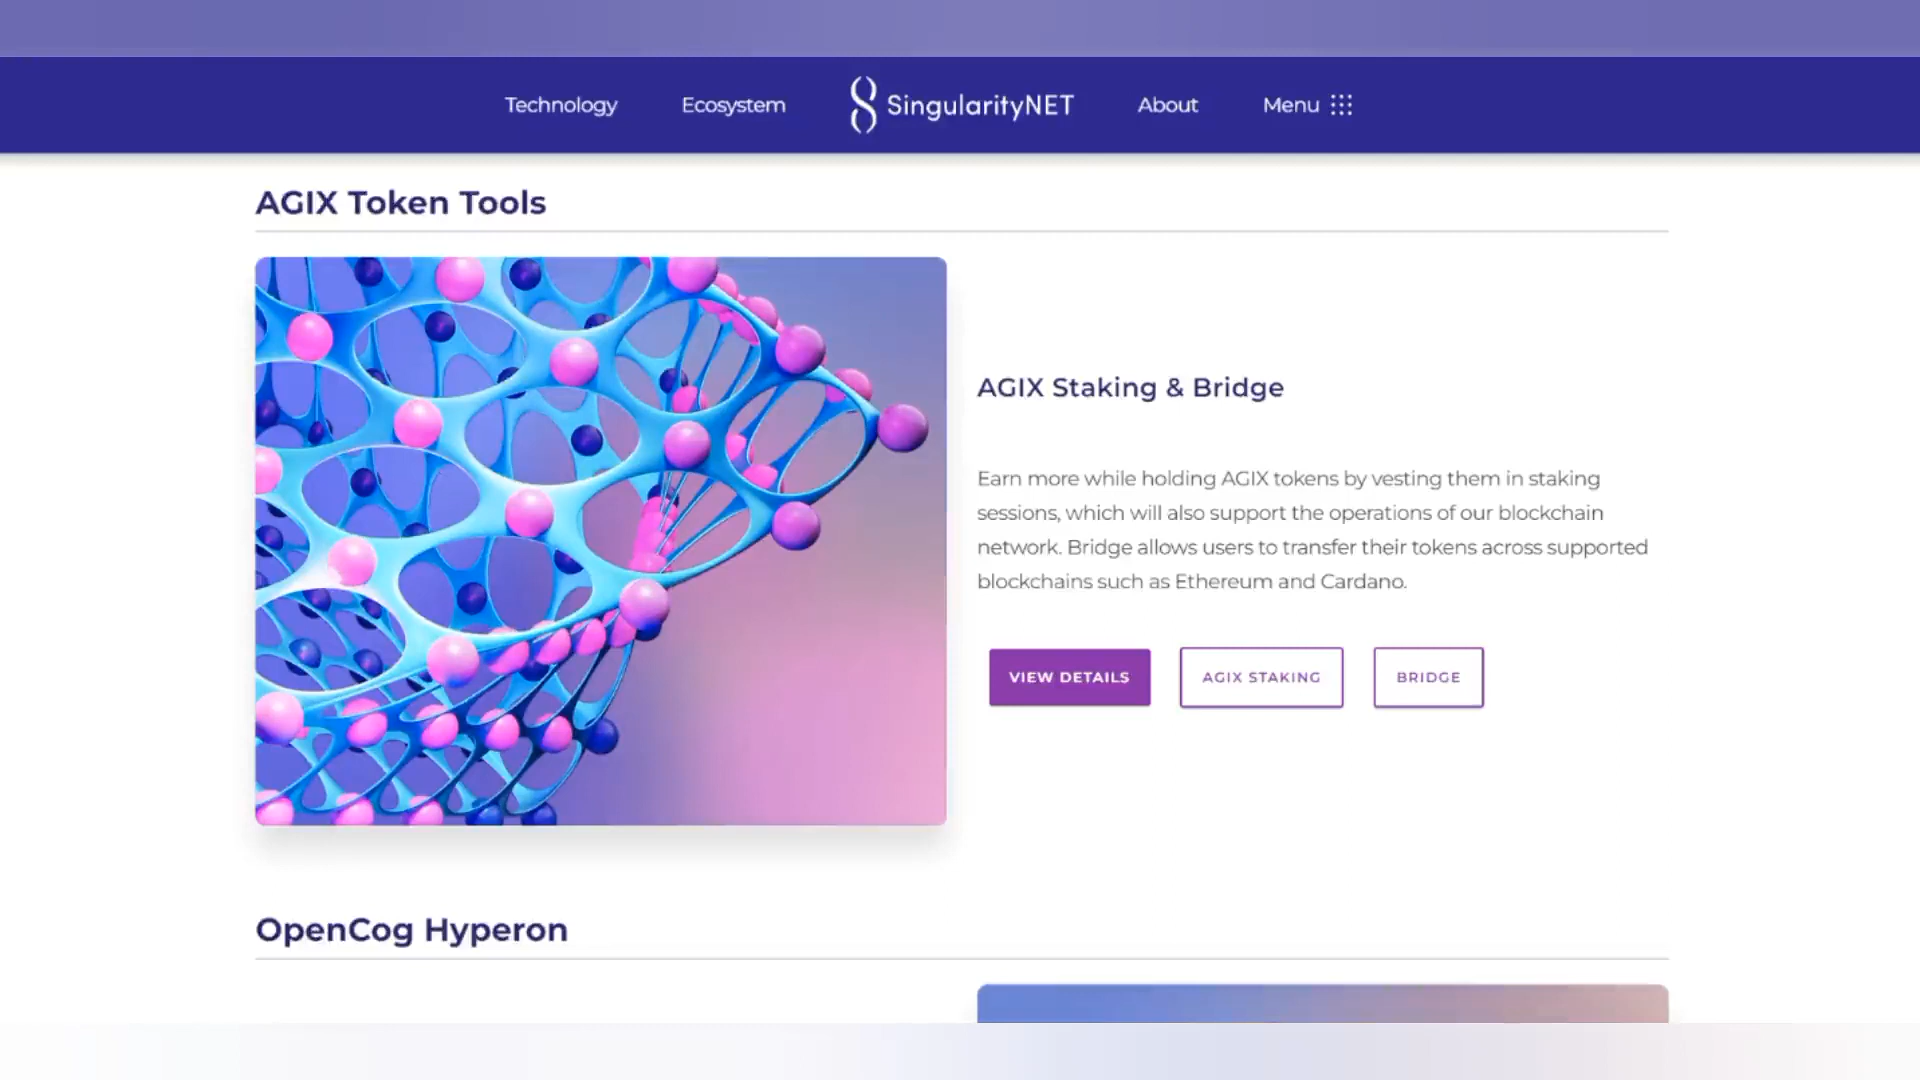 Technology Ecosystem SingularityNET About Menu
AGIX Token Tools
AGIX Staking & Bridge
Earn more while holding AGIX tokens by vesting them in staking
sessions, which will also support the operations of our blockchain
network. Bridge allows users to transfer their tokens across supported
blockchains such as Ethereum and Cardano.
VIEW DETAILS AGIX STAKING BRIDGE
OpenCog Hyperon